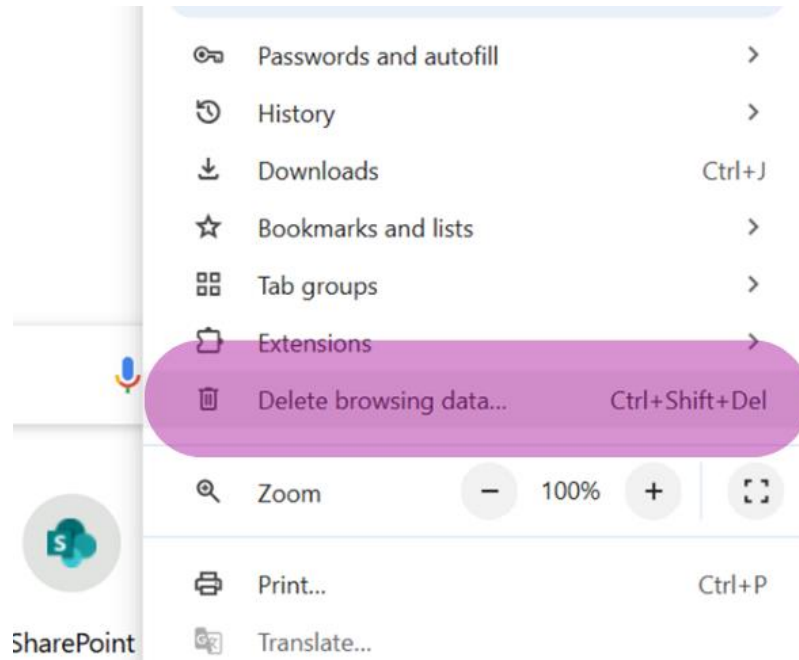 Passwords and autofill
History
Downloads Ctrl+J
Bookmarks and lists
Tab groups
Extensions
Delete browsing data... Ctrl+Shift+Del
Zoom 100%
Print... Ctrl+P
SharePoint Translate...